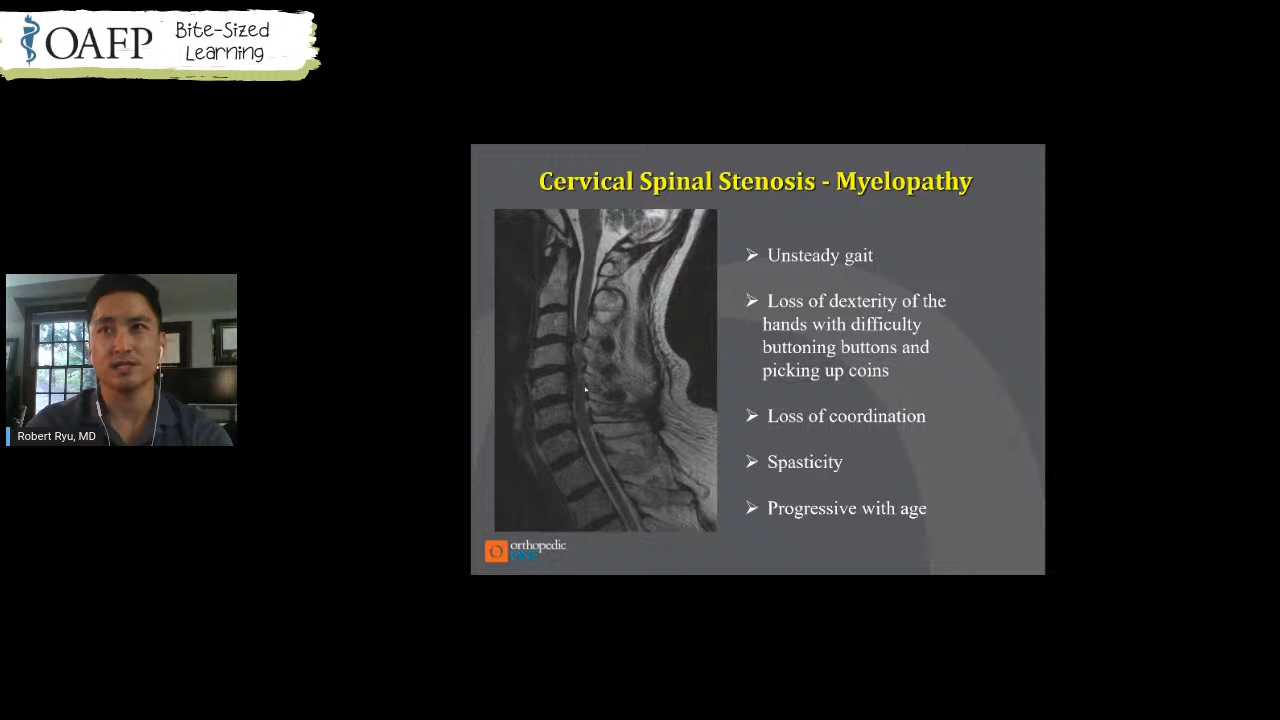 OAFP
Bite-Sized
Learning
Cervical Spinal Stenosis - Myelopathy
➢ Unsteady gait
➢ Loss of dexterity of the
hands with difficulty
buttoning buttons and
picking up coins
➢ Loss of coordination
➢ Spasticity
➢ Progressive with age
Robert Ryu, MD
orthopedic